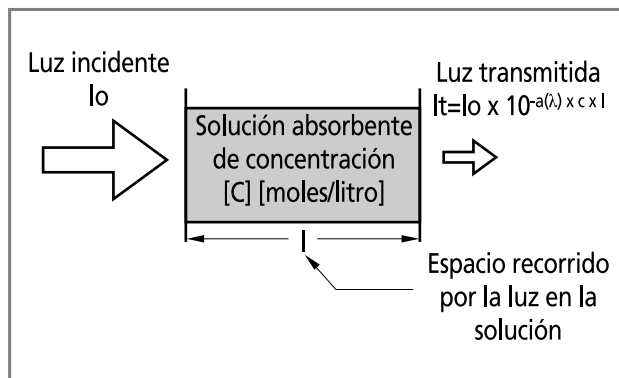 Luz incidente
Io
Solución absorbente
de concentración
[C] [moles/litro]
Luz transmitida
It=Io x 10-a(λ) x c x l
l
Espacio recorrido
por la luz en la
solución